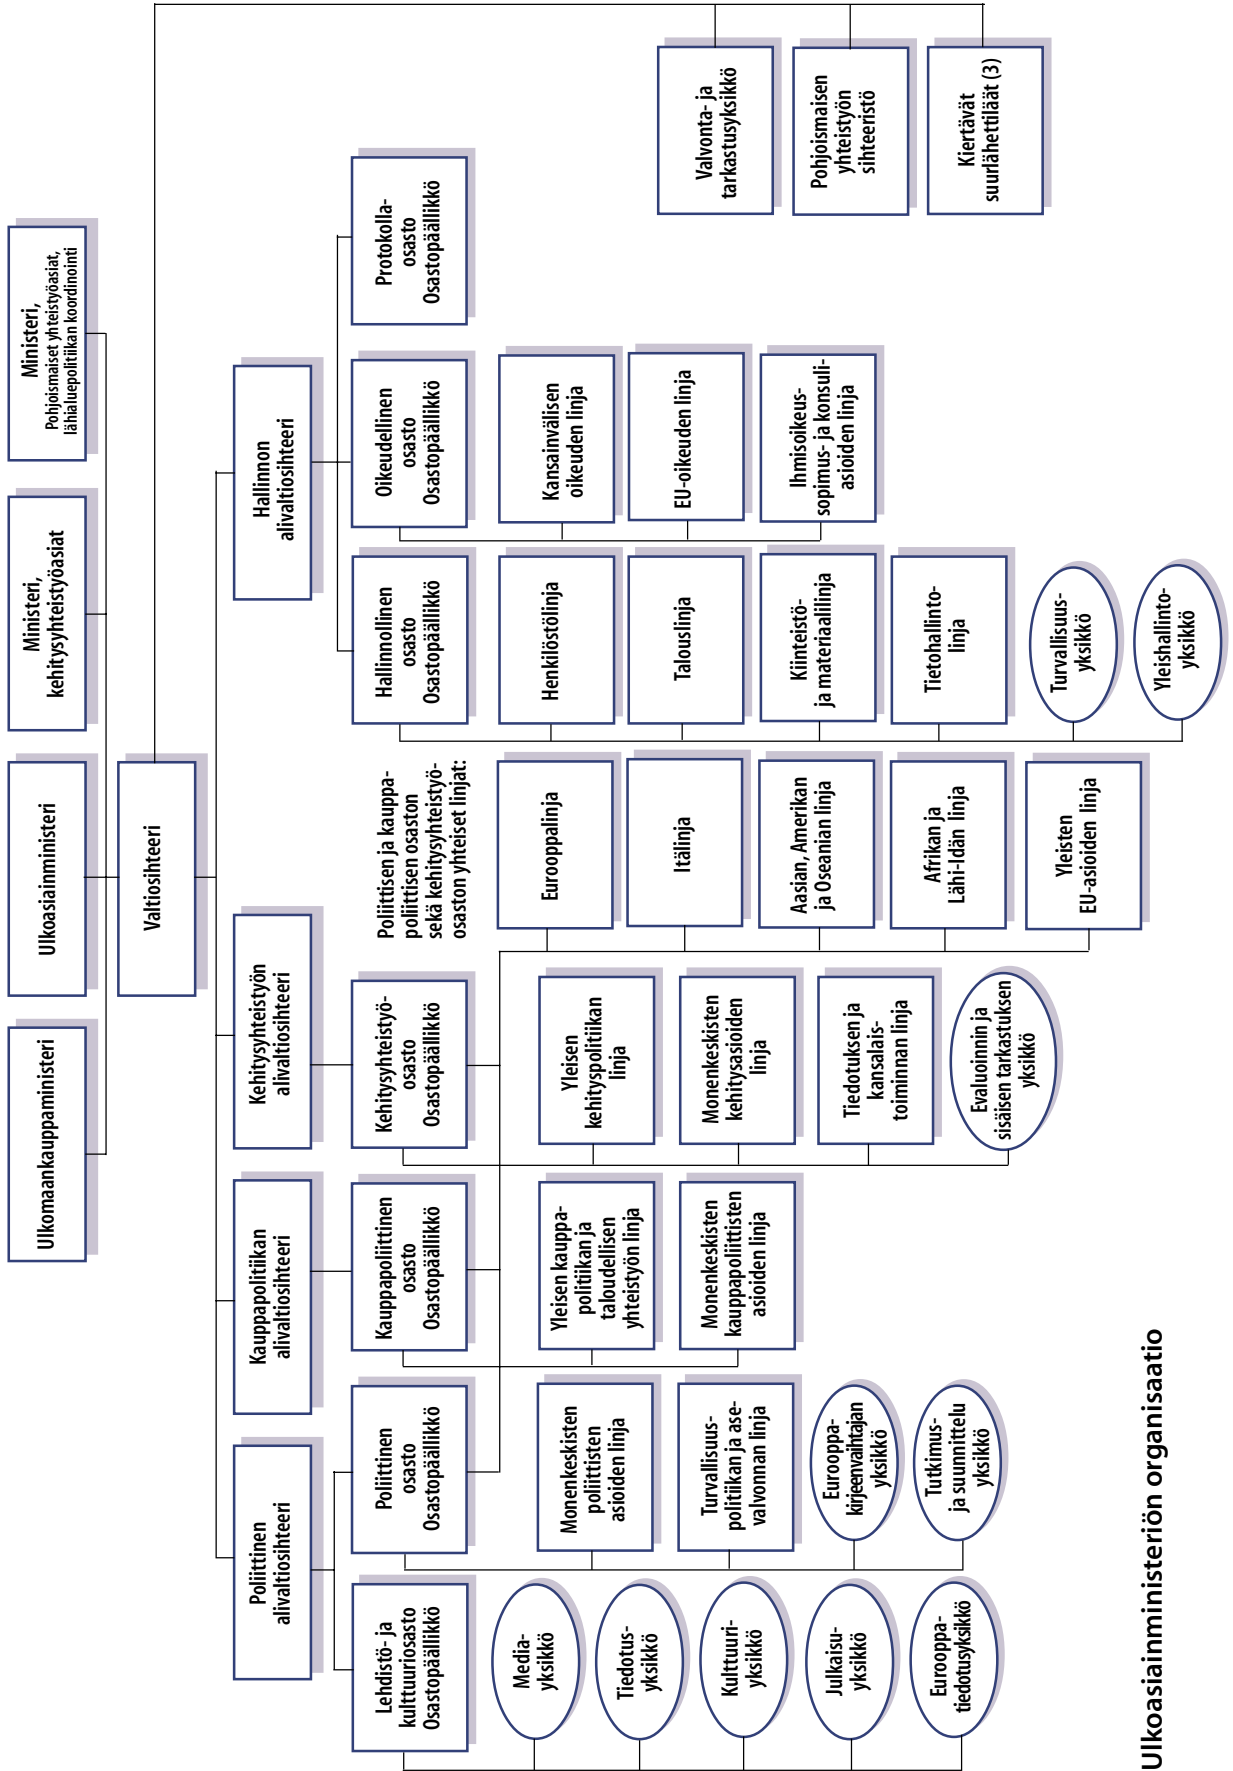 Ulkomaankauppaministeri
Ulkoasiainministeri
Ministeri,
kehitysyhteistyöasiat
Ministeri,
Pohjoismaiset yhteistyöasiat,
lähialuepolitiikan koordinointi
Valtiosihteeri
Poliittinen
alivaltiosihteeri
Kauppapolitiikan
alivaltiosihteeri
Kehitysyhteistyön
alivaltiosihteeri
Hallinnon
alivaltiosihteeri
Lehdistö- ja
kulttuuriosasto
Osastopäällikkö
Poliittinen
osasto
Osastopäällikkö
Kauppapoliittinen
osasto
Osastopäällikkö
Kehitysyhteistyö-
osasto
Osastopäällikkö
Poliittisen ja kauppa-
poliittisen osaston
sekä kehitysyhteistyö-
osaston yhteiset linjat:
Hallinnollinen
osasto
Osastopäällikkö
Oikeudellinen
osasto
Osastopäällikkö
Protokolla-
osasto
Osastopäällikkö
Media-
yksikkö
Tiedotus-
yksikkö
Kulttuuri-
yksikkö
Julkaisu-
yksikkö
Eurooppa-
tiedotusyksikkö
Monenkeskisten
poliittisten
asioiden linja
Turvallisuus-
politiikan ja ase-
valvonnan linja
Eurooppa-
kirjeenvaihtajan
yksikkö
Tutkimus-
ja suunnittelu
yksikkö
Yleisen kauppa-
politiikan ja
taloudellisen
yhteistyön linja
Monenkeskisten
kauppapoliittisten
asioiden linja
Yleisen
kehityspolitiikan
linja
Monenkeskisten
kehitysasioiden
linja
Tiedotuksen ja
kansalais-
toiminnan linja
Evaluoinnin ja
sisäisen tarkastuksen
yksikkö
Eurooppalinja
Itälinja
Aasian, Amerikan
ja Oseanian linja
Afrikan ja
Lähi-Idän linja
Yleisten
EU-asioiden linja
Henkilöstölinja
Talouslinja
Kiinteistö-
ja materiaalilinja
Tietohallinto-
linja
Turvallisuus-
yksikkö
Yleishallinto-
yksikkö
Kansainvälisen
oikeuden linja
EU-oikeuden linja
Ihmisoikeus-
sopimus- ja konsuli-
asioiden linja
Valvonta- ja
tarkastusyksikkö
Pohjoismaisen
yhteistyön
sihteeristö
Kiertävät
suurlähettiläät (3)
Ulkoasiainministeriön organisaatio